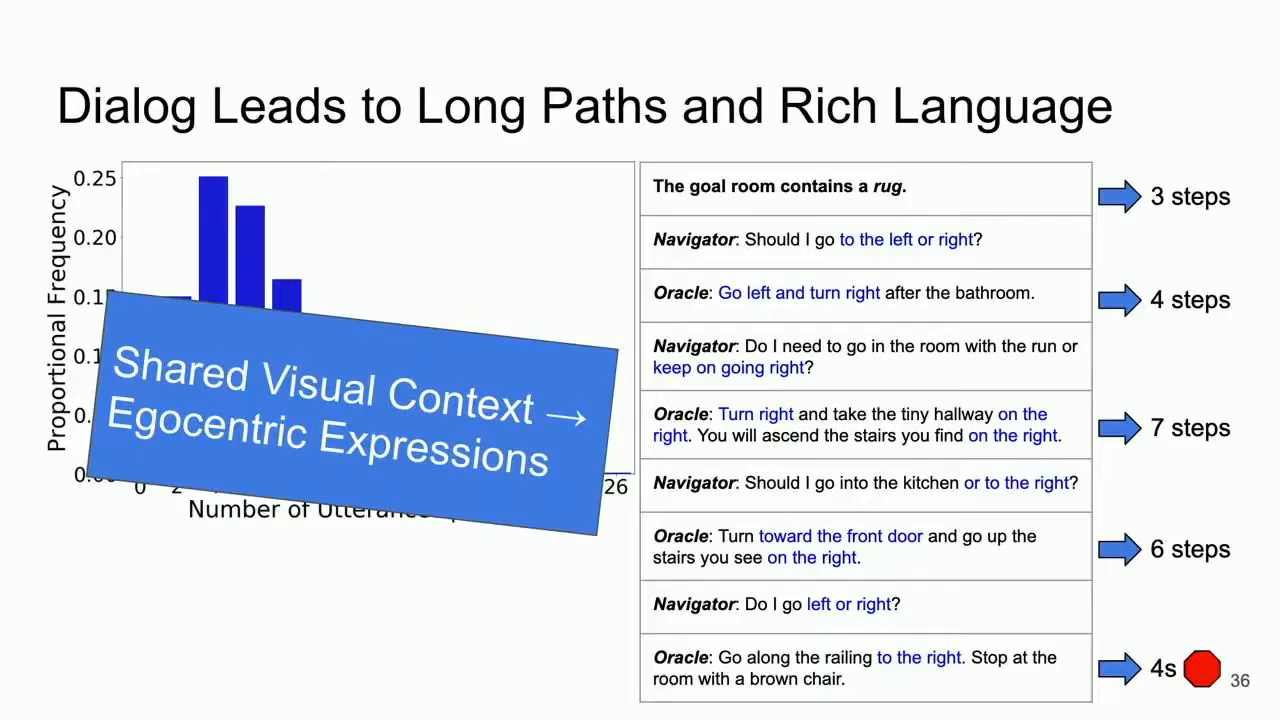 Dialog Leads to Long Paths and Rich Language
Proportional Frequency
0.25
0.20
Shared Visual Context →
Egocentric Expressions
0
2
26
Number of
The goal room contains a rug.
Navigator: Should I go to the left or right?
Oracle: Go left and turn right after the bathroom.
Navigator: Do I need to go in the room with the run or
keep on going right?
Oracle: Turn right and take the tiny hallway on the
right. You will ascend the stairs you find on the right.
Navigator: Should I go into the kitchen or to the right?
Oracle: Turn toward the front door and go up the
stairs you see on the right.
Navigator: Do I go left or right?
Oracle: Go along the railing to the right. Stop at the
room with a brown chair.
3 steps
4 steps
7 steps
6 steps
4s
36